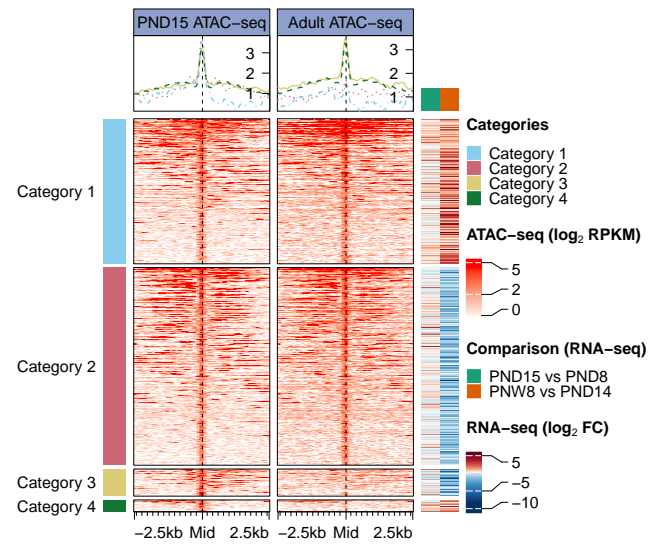 PND15 ATAC−seq
Adult ATAC−seq
3
2
1
3
2
1
Categories
Category 1
Category 2
Category 3
Category 4
Category 1
Category 2
Category 3
Category 4
ATAC−seq (log₂ RPKM)
5
2
0
Comparison (RNA−seq)
PND15 vs PND8
PNW8 vs PND14
RNA−seq (log₂ FC)
5
−5
−10
−2.5kb Mid 2.5kb
−2.5kb Mid 2.5kb